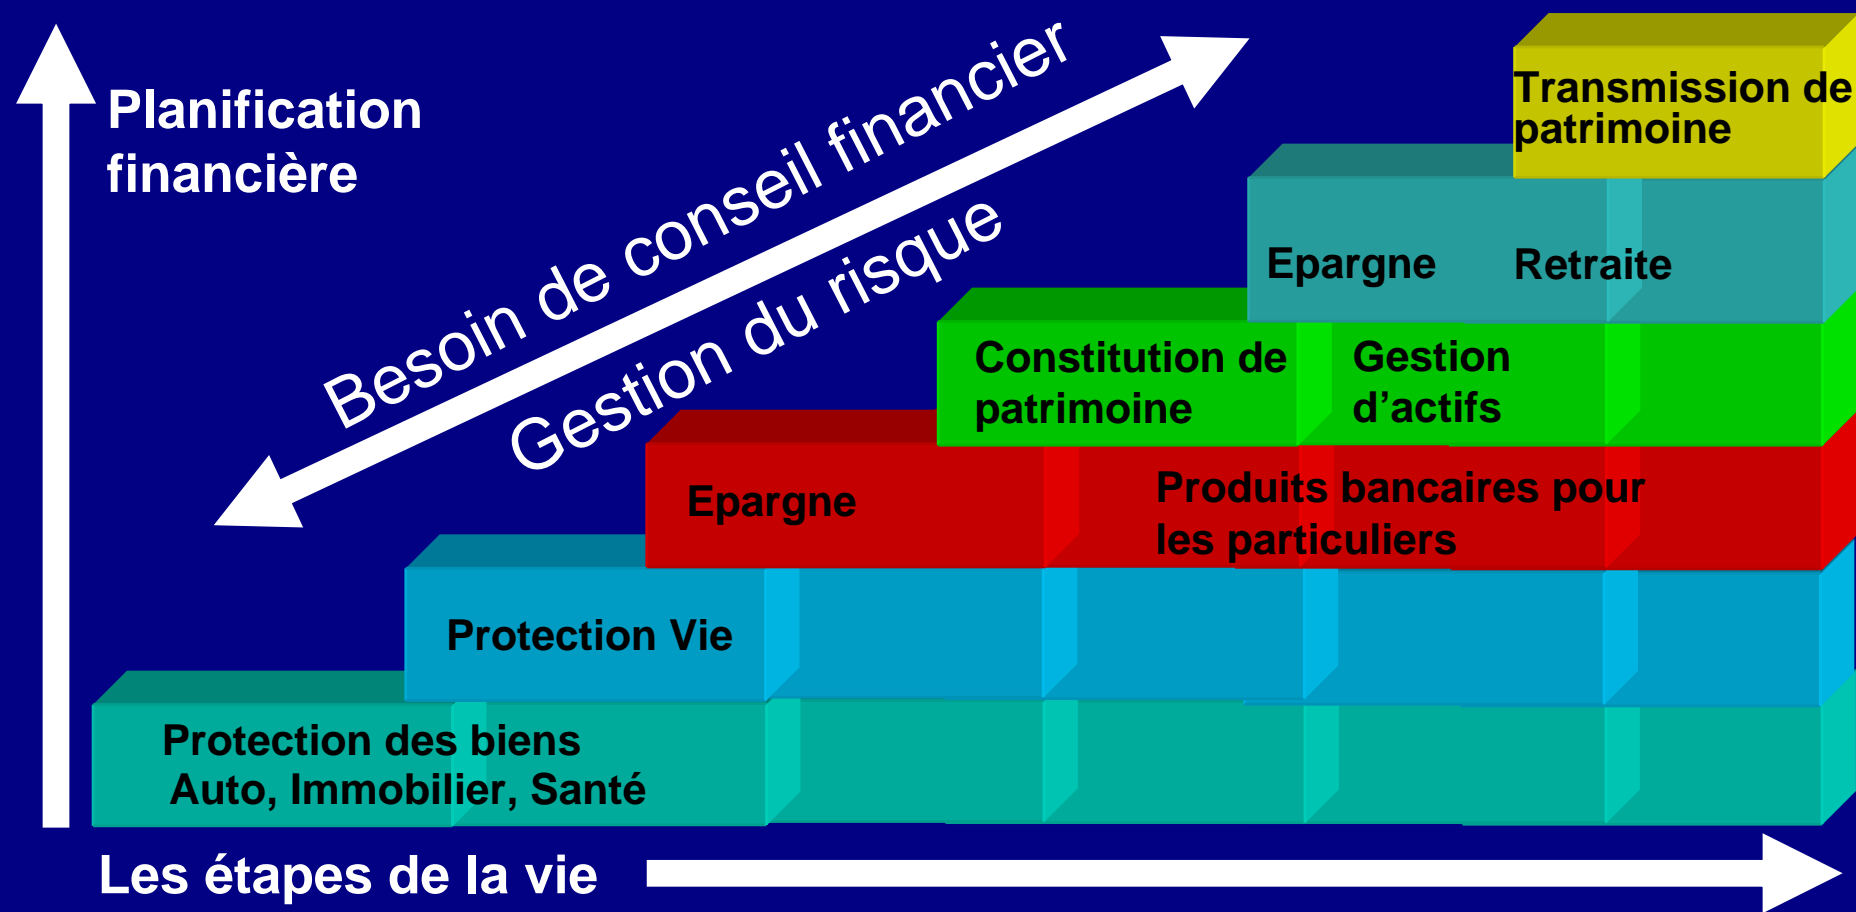 Planification
financière
Besoin de conseil financier
Gestion du risque
Transmission de
patrimoine
Epargne
Retraite
Constitution de
patrimoine
Gestion
d’actifs
Epargne
Produits bancaires pour
les particuliers
Protection Vie
Protection des biens
Auto, Immobilier, Santé
Les étapes de la vie